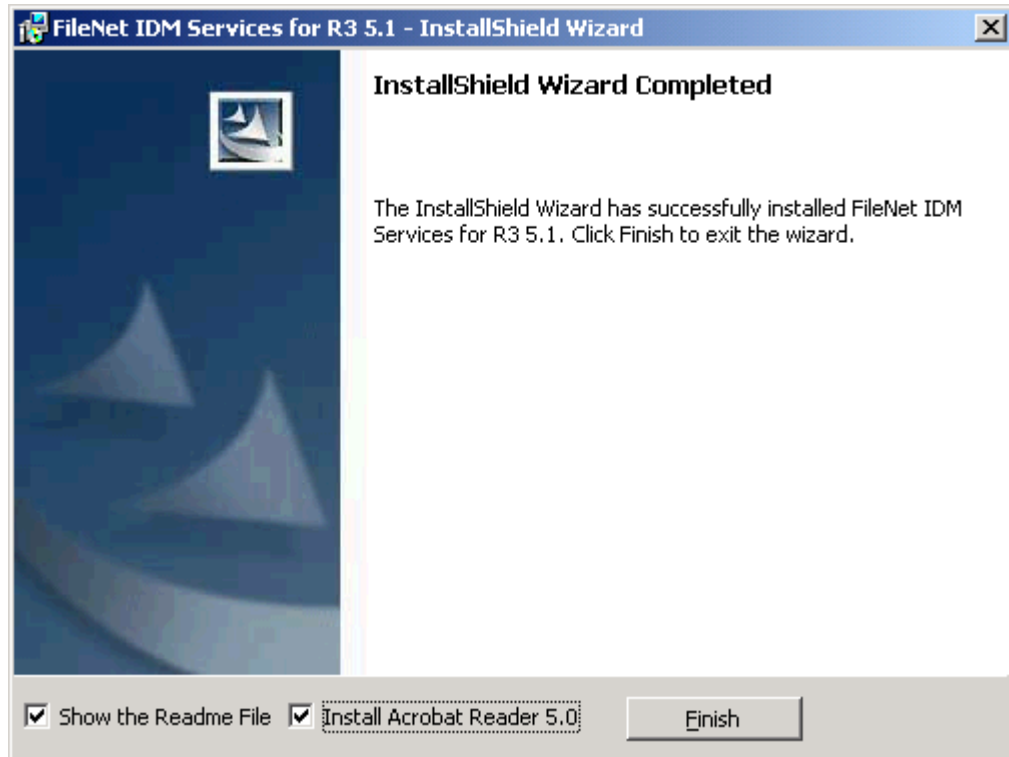 FileNet IDM Services for R3 5.1 - InstallShield Wizard
InstallShield Wizard Completed
The InstallShield Wizard has successfully installed FileNet IDM
Services for R3 5.1. Click Finish to exit the wizard.
Show the Readme File Install Acrobat Reader 5.0 Finish